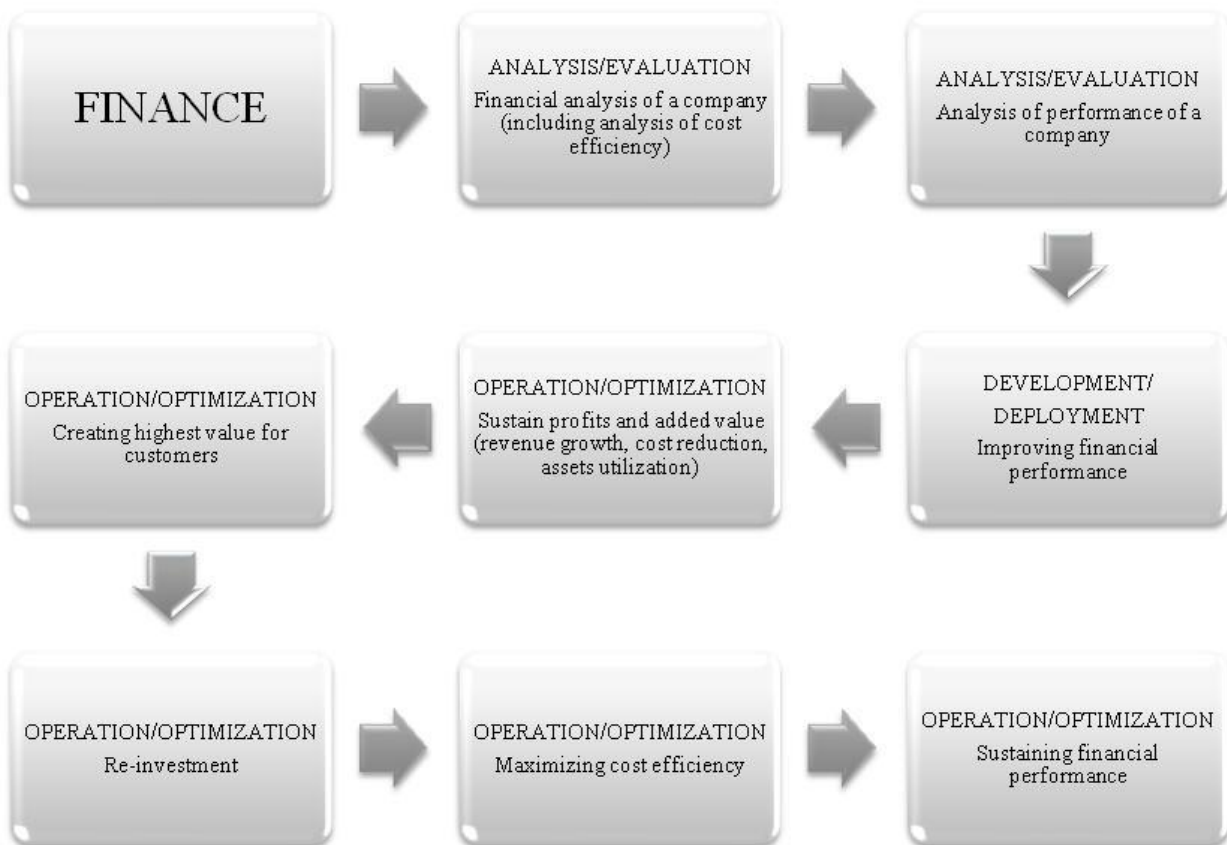 FINANCE
ANALYSIS/EVALUATION
Financial analysis of a company
(including analysis of cost
efficiency)
ANALYSIS/EVALUATION
Analysis of performance of a
company
DEVELOPMENT/
DEPLOYMENT
Improving financial
performance
OPERATION/OPTIMIZATION
Sustain profits and added value
(revenue growth, cost reduction,
assets utilization)
OPERATION/OPTIMIZATION
Creating highest value for
customers
OPERATION/OPTIMIZATION
Re-investment
OPERATION/OPTIMIZATION
Maximizing cost efficiency
OPERATION/OPTIMIZATION
Sustaining financial
performance